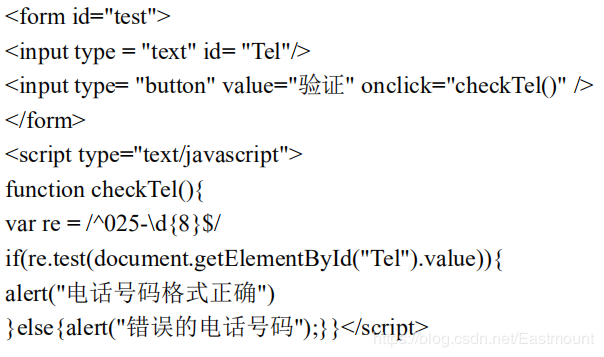 <form id="test">
<input type = "text" id= "Tel"/>
<input type= "button" value="验证" onclick="checkTel()" />
</form>
<script type="text/javascript">
function checkTel(){
var re = /^025-\d{8}$/
if(re.test(document.getElementById("Tel").value)){
alert("电话号码格式正确")
}else{alert("错误的电话号码");}}</script>
https://blog.csdn.net/Eastmount